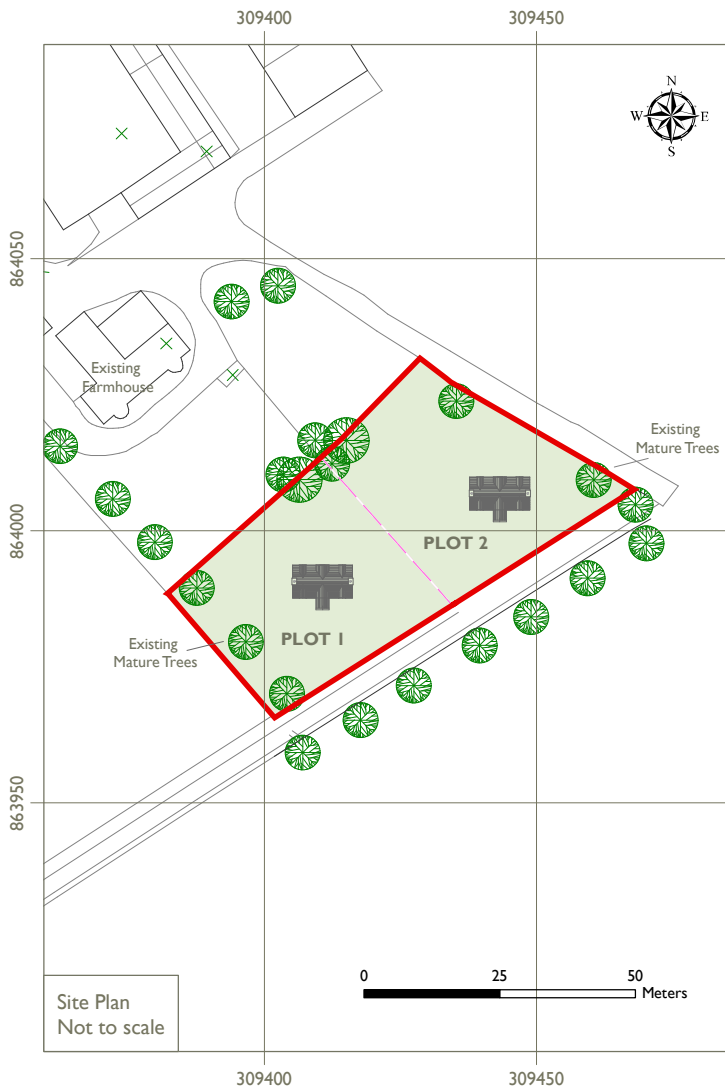 309400
309450
N
W
E
S
864050
Existing
Farmhouse
Existing
Mature Trees
864000
PLOT 2
PLOT 1
Existing
Mature Trees
863950
0
25
50
Meters
Site Plan
Not to scale
309400
309450